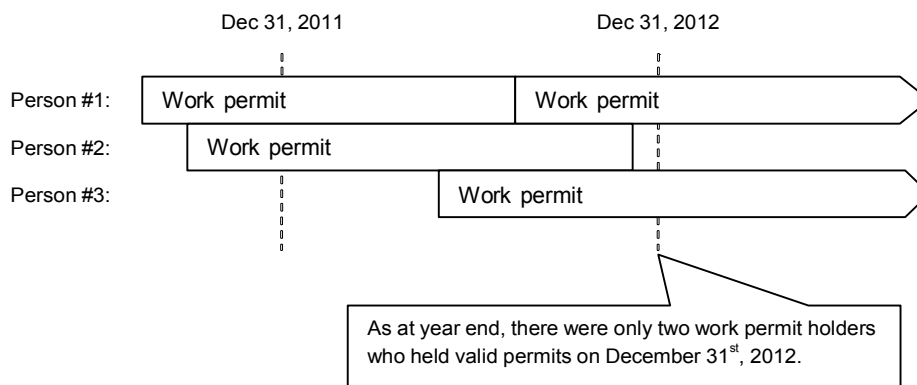 Dec 31, 2011 Dec 31, 2012
Person #1: Work permit Work permit
Person #2: Work permit
Person #3: Work permit
As at year end, there were only two work permit holders
who held valid permits on December 31st, 2012.